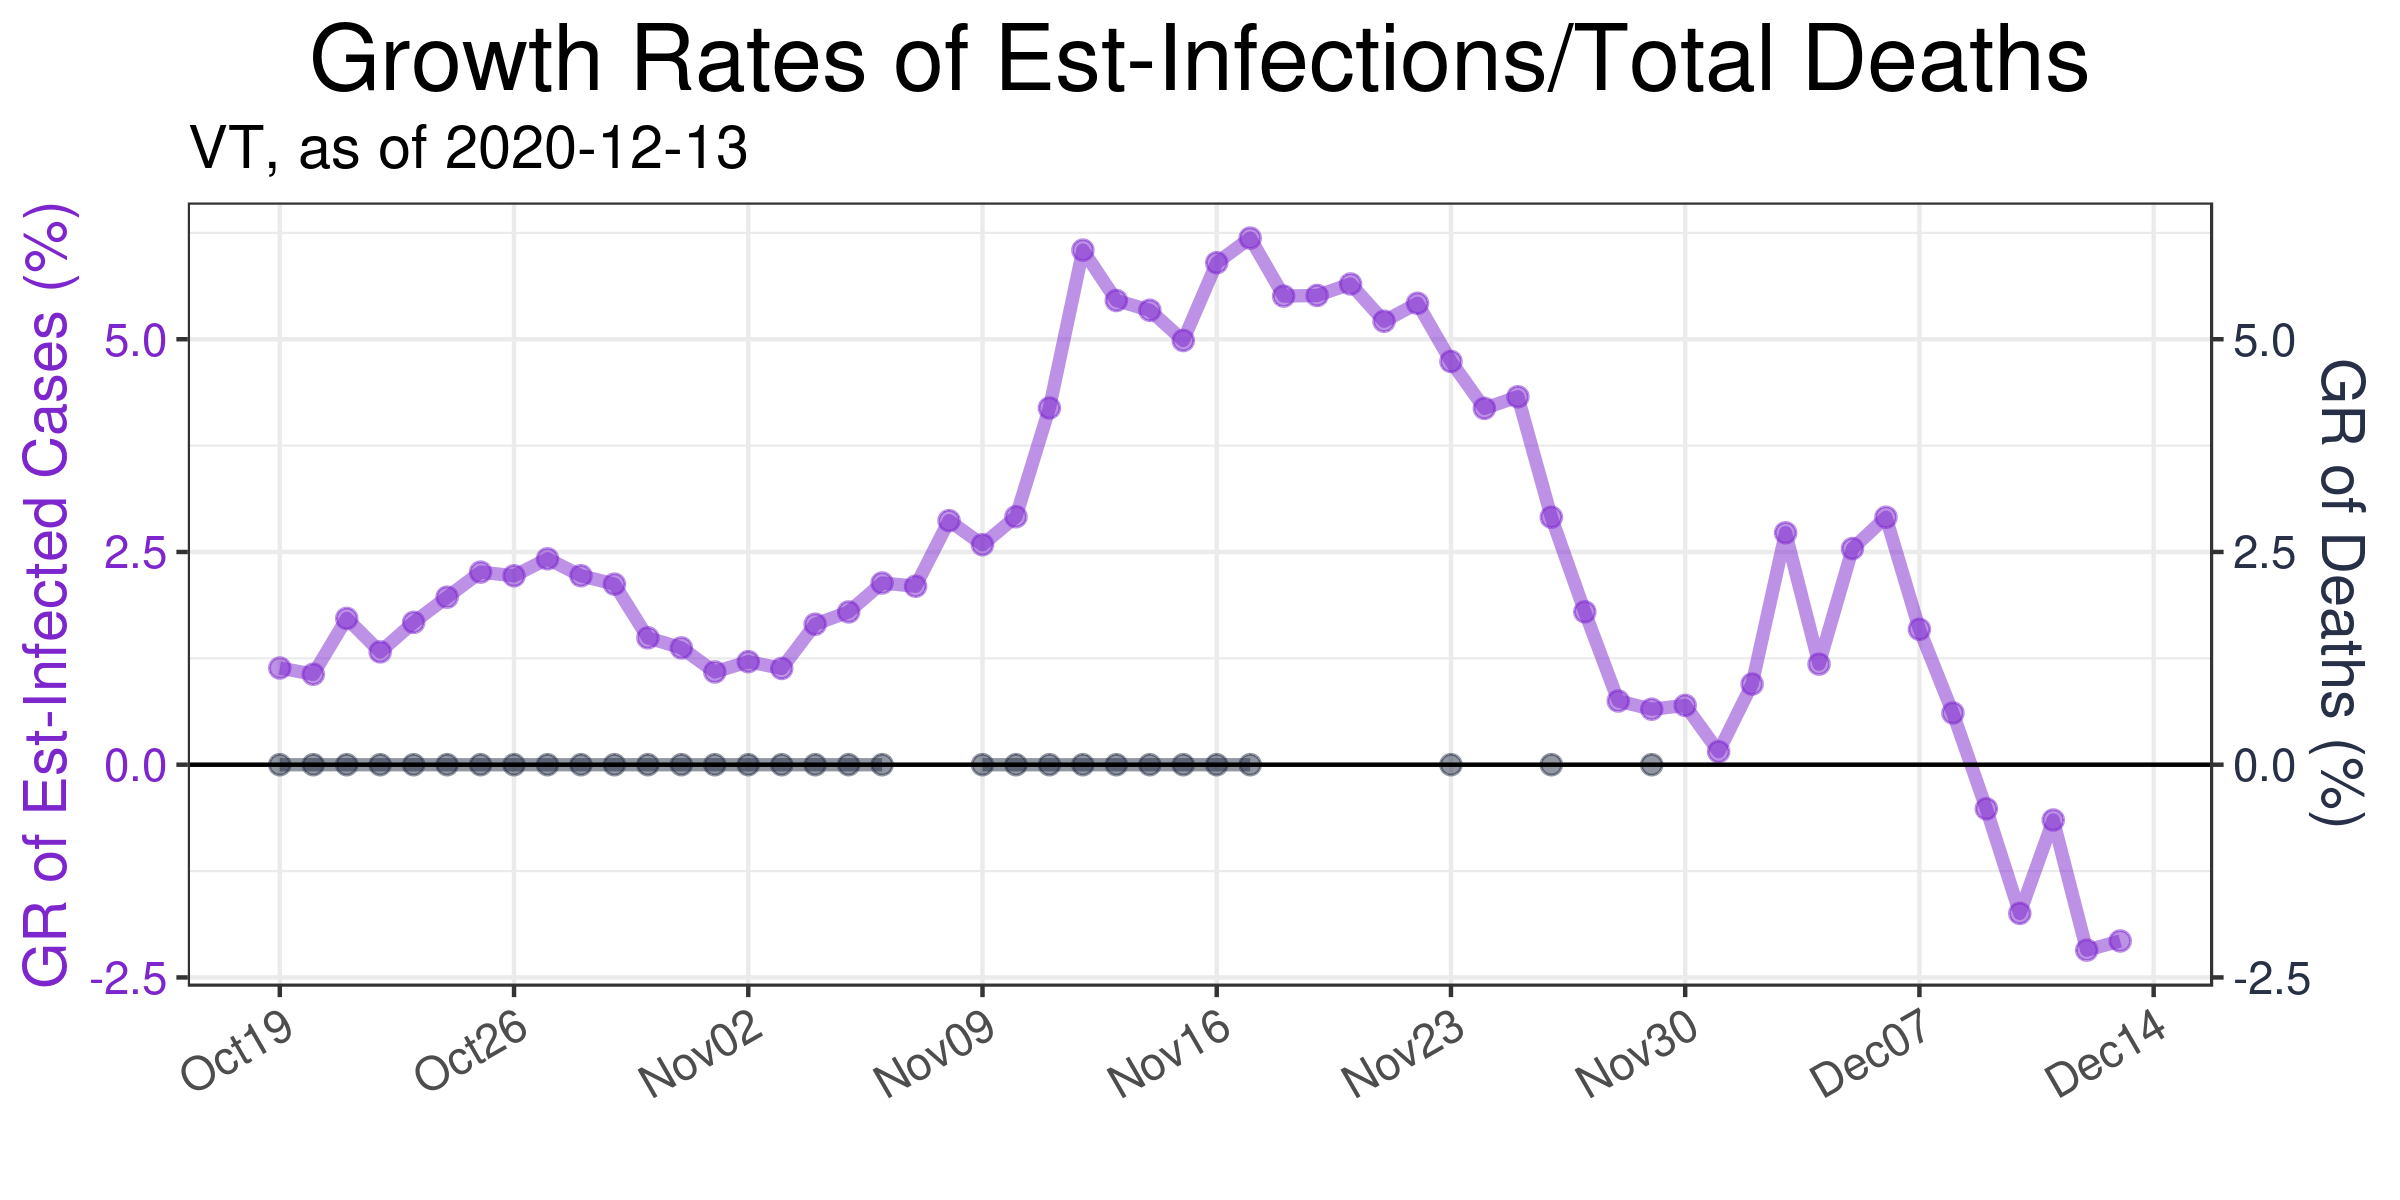 Growth Rates of Est-Infections/Total Deaths
VT, as of 2020-12-13
GR of Est-Infected Cases (%)
5.0
2.5
0.0
-2.5
5.0
2.5
0.0
-2.5
GR of Deaths (%)
Oct19
Oct26
Nov02
Nov09
Nov16
Nov23
Nov30
Dec07
Dec14